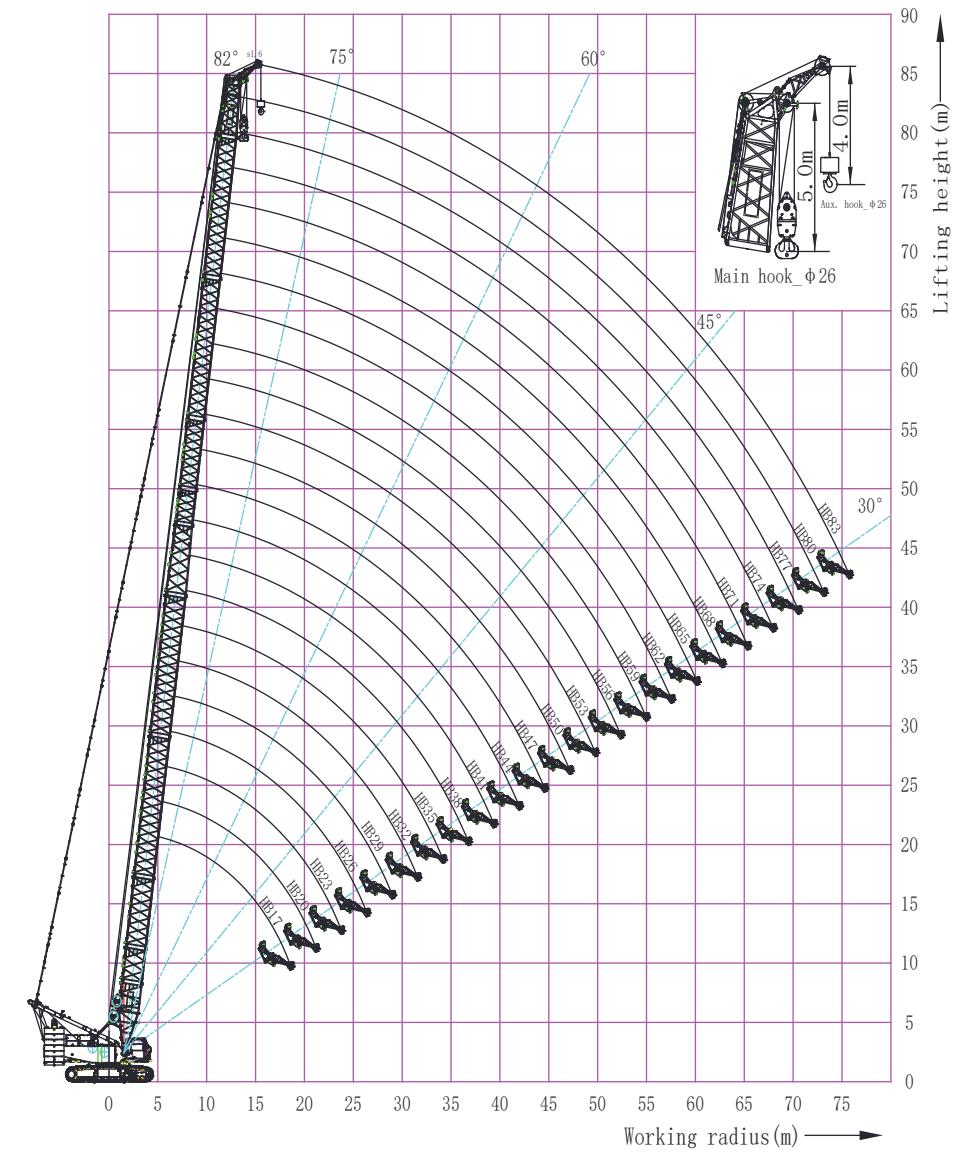 90
82°
75°
60°
85
80
75
70
65
60
55
50
45
40
35
30
25
20
15
10
5
0
Lifting height(m)
5.0m
4.0m
Aux. hook_φ26
Main hook_φ26
45°
30°
HB83
HB80
HB77
HB74
HB71
HB68
HB65
HB62
HB59
HB56
HB53
HB50
HB47
HB44
HB41
HB38
HB35
HB32
HB29
HB26
HB23
HB20
HB17
0 5 10 15 20 25 30 35 40 45 50 55 60 65 70 75
Working radius(m)